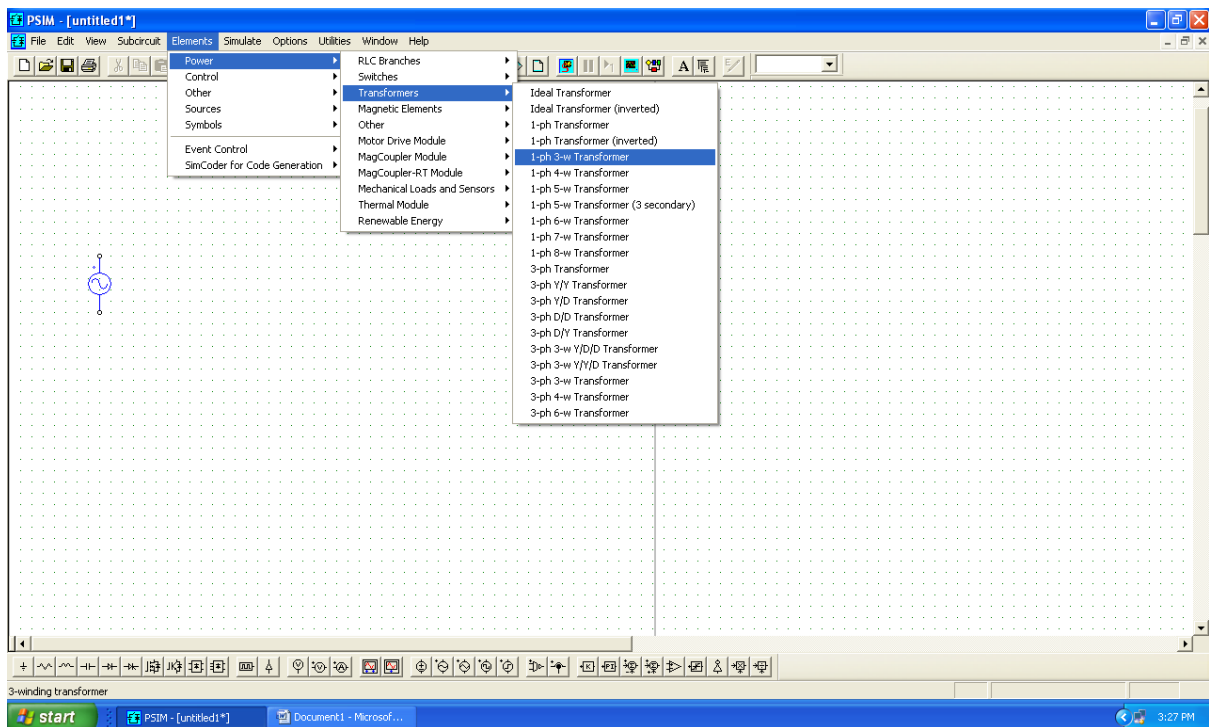 PSIM - [untitled1*]
File Edit View Subcircuit Elements Simulate Options Utilities Window Help
Power
Control
Other
Sources
Symbols
Event Control
SimCoder for Code Generation
RLC Branches
Switches
Transformers
Magnetic Elements
Other
Motor Drive Module
MagCoupler Module
MagCoupler-RT Module
Mechanical Loads and Sensors
Thermal Module
Renewable Energy
Ideal Transformer
Ideal Transformer (inverted)
1-ph Transformer
1-ph Transformer (inverted)
1-ph 3-w Transformer
1-ph 4-w Transformer
1-ph 5-w Transformer
1-ph 5-w Transformer (3 secondary)
1-ph 6-w Transformer
1-ph 7-w Transformer
1-ph 8-w Transformer
3-ph Transformer
3-ph Y/Y Transformer
3-ph Y/D Transformer
3-ph D/D Transformer
3-ph D/Y Transformer
3-ph 3-w Y/D/D Transformer
3-ph 3-w Y/Y/D Transformer
3-ph 3-w Transformer
3-ph 4-w Transformer
3-ph 6-w Transformer
3-winding transformer
start PSIM - [untitled1*] Document1 - Microsof... 3:27 PM